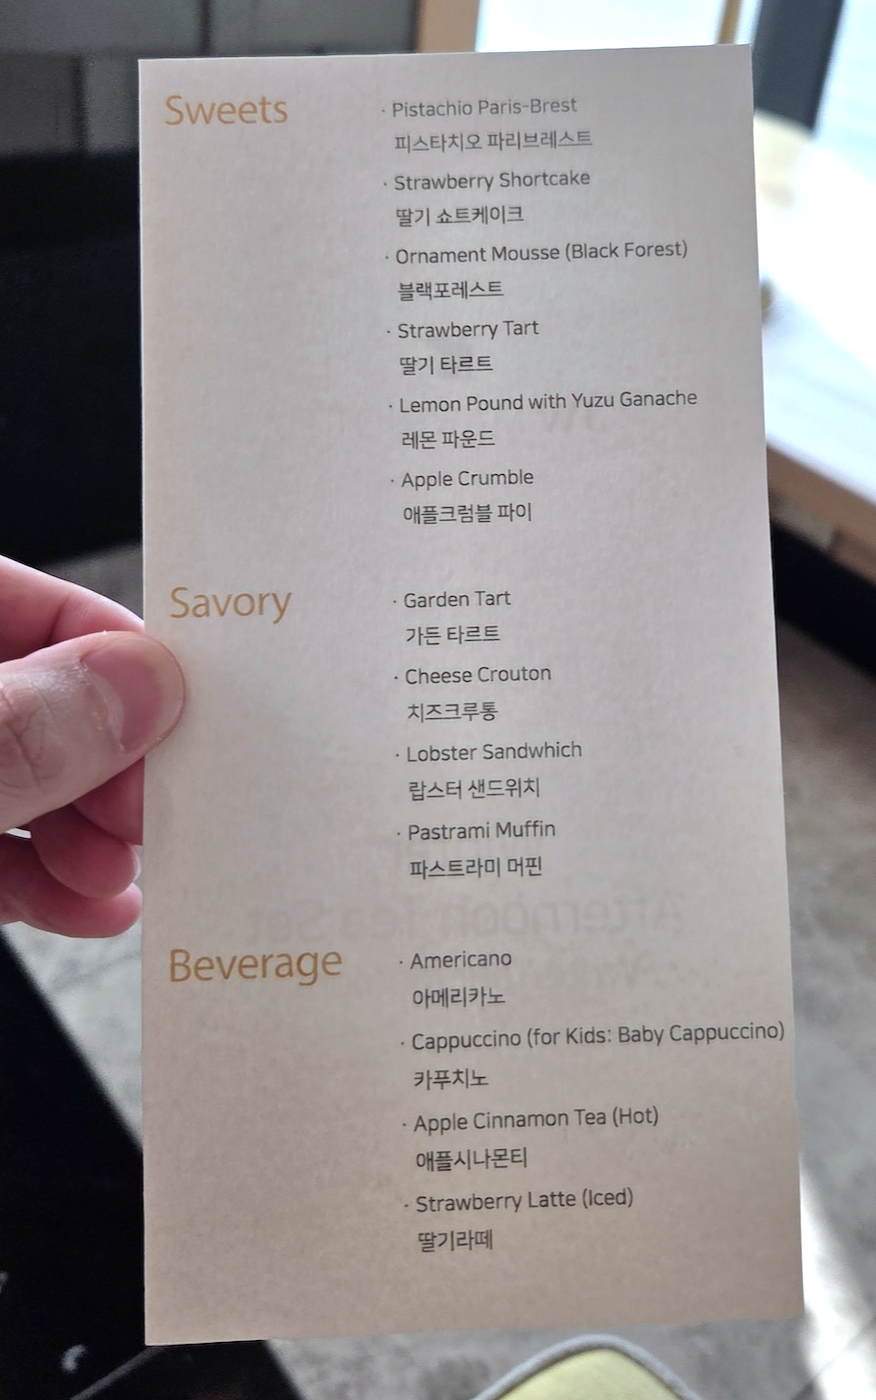 Sweets
· Pistachio Paris-Brest
피스타치오 파리브레스트
· Strawberry Shortcake
딸기 쇼트케이크
· Ornament Mousse (Black Forest)
블랙포레스트
· Strawberry Tart
딸기 타르트
· Lemon Pound with Yuzu Ganache
레몬 파운드
· Apple Crumble
애플크럼블 파이
Savory
· Garden Tart
가든 타르트
· Cheese Crouton
치즈크루통
· Lobster Sandwhich
랍스터 샌드위치
· Pastrami Muffin
파스트라미 머핀
Beverage
· Americano
아메리카노
· Cappuccino (for Kids: Baby Cappuccino)
카푸치노
· Apple Cinnamon Tea (Hot)
애플시나몬티
· Strawberry Latte (Iced)
딸기라떼